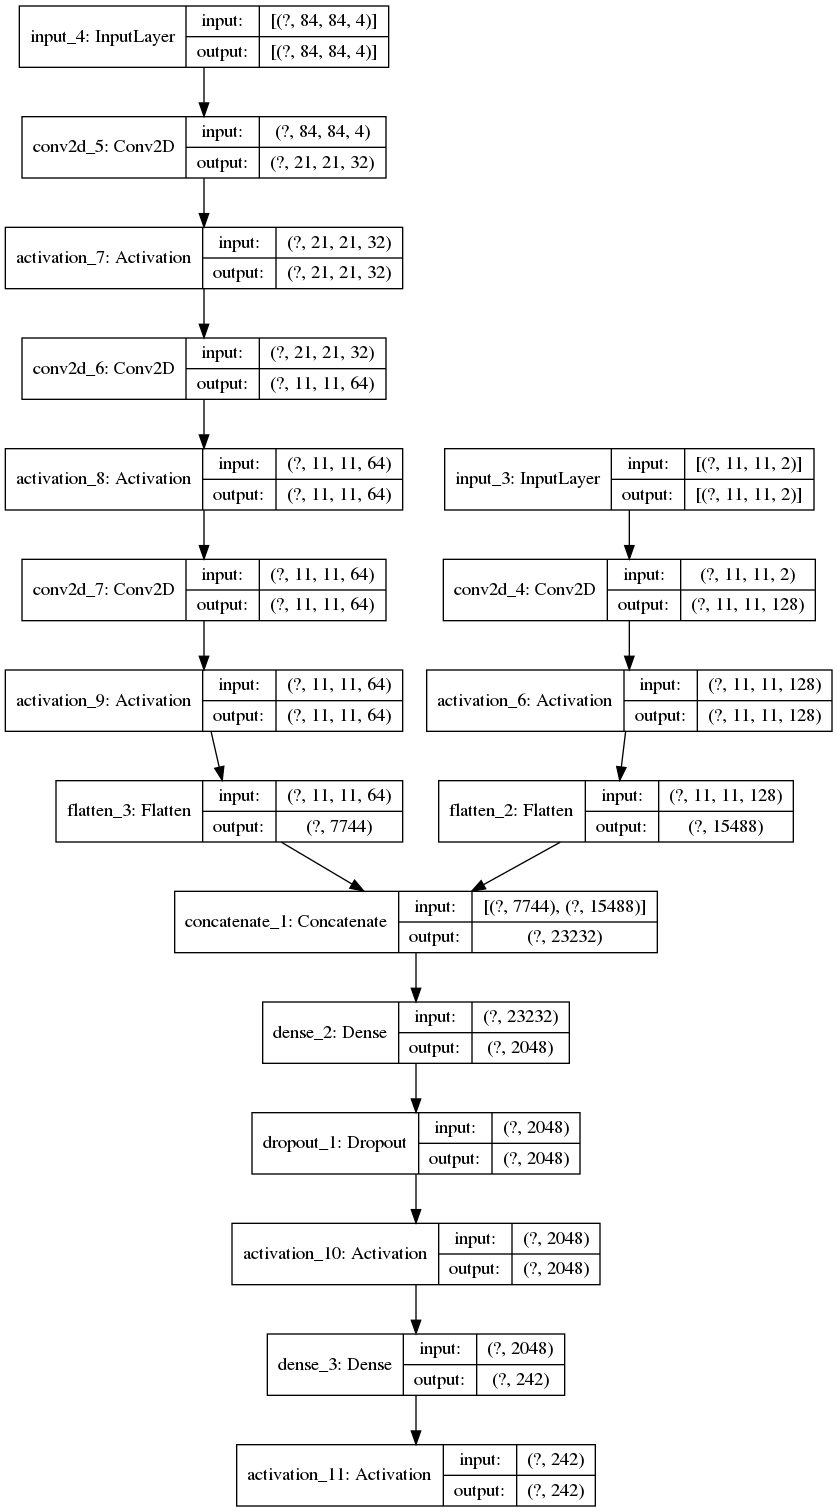 input_4: InputLayer
input: [(?, 84, 84, 4)]
output: [(?, 84, 84, 4)]
conv2d_5: Conv2D
input: (?, 84, 84, 4)
output: (?, 21, 21, 32)
activation_7: Activation
input: (?, 21, 21, 32)
output: (?, 21, 21, 32)
conv2d_6: Conv2D
input: (?, 21, 21, 32)
output: (?, 11, 11, 64)
activation_8: Activation
input: (?, 11, 11, 64)
output: (?, 11, 11, 64)
input_3: InputLayer
input: [(?, 11, 11, 2)]
output: [(?, 11, 11, 2)]
conv2d_7: Conv2D
input: (?, 11, 11, 64)
output: (?, 11, 11, 64)
conv2d_4: Conv2D
input: (?, 11, 11, 2)
output: (?, 11, 11, 128)
activation_9: Activation
input: (?, 11, 11, 64)
output: (?, 11, 11, 64)
activation_6: Activation
input: (?, 11, 11, 128)
output: (?, 11, 11, 128)
flatten_3: Flatten
input: (?, 11, 11, 64)
output: (?, 7744)
flatten_2: Flatten
input: (?, 11, 11, 128)
output: (?, 15488)
concatenate_1: Concatenate
input: [(?, 7744), (?, 15488)]
output: (?, 23232)
dense_2: Dense
input: (?, 23232)
output: (?, 2048)
dropout_1: Dropout
input: (?, 2048)
output: (?, 2048)
activation_10: Activation
input: (?, 2048)
output: (?, 2048)
dense_3: Dense
input: (?, 2048)
output: (?, 242)
activation_11: Activation
input: (?, 242)
output: (?, 242)